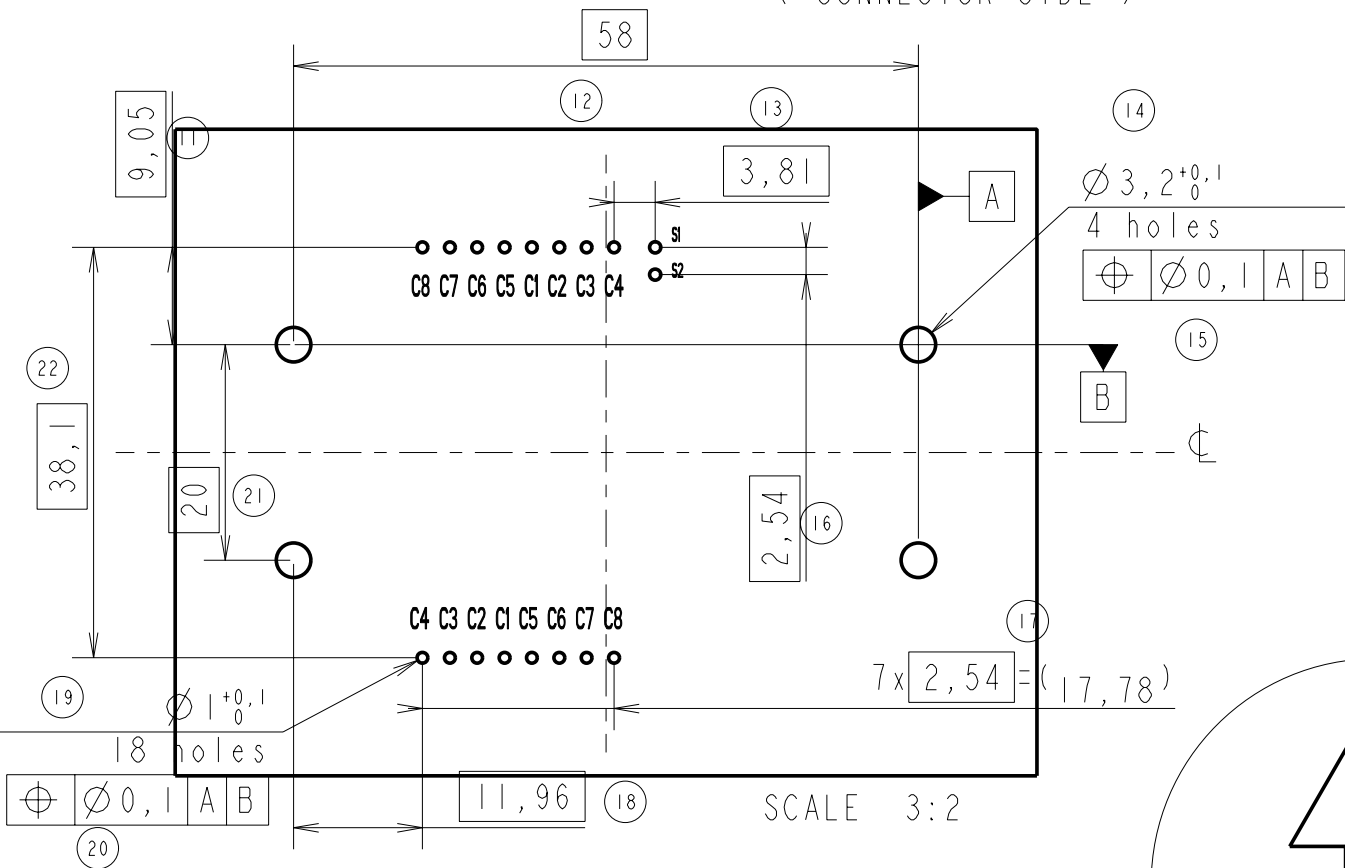 ( CONNECTOR SIDE )
58
12
13
14
9,05
11
3,81
A
Ø 3,2 +0,1 0
4 holes
⌖ Ø 0,1 A B
S1
S2
C8 C7 C6 C5 C1 C2 C3 C4
15
22
B
38,1
℄
20
21
2,54
16
C4 C3 C2 C1 C5 C6 C7 C8
17
7x 2,54 =( 17,78)
19
Ø 1 +0,1 0
18 holes
⌖ Ø 0,1 A B
11,96
18
SCALE 3:2
20